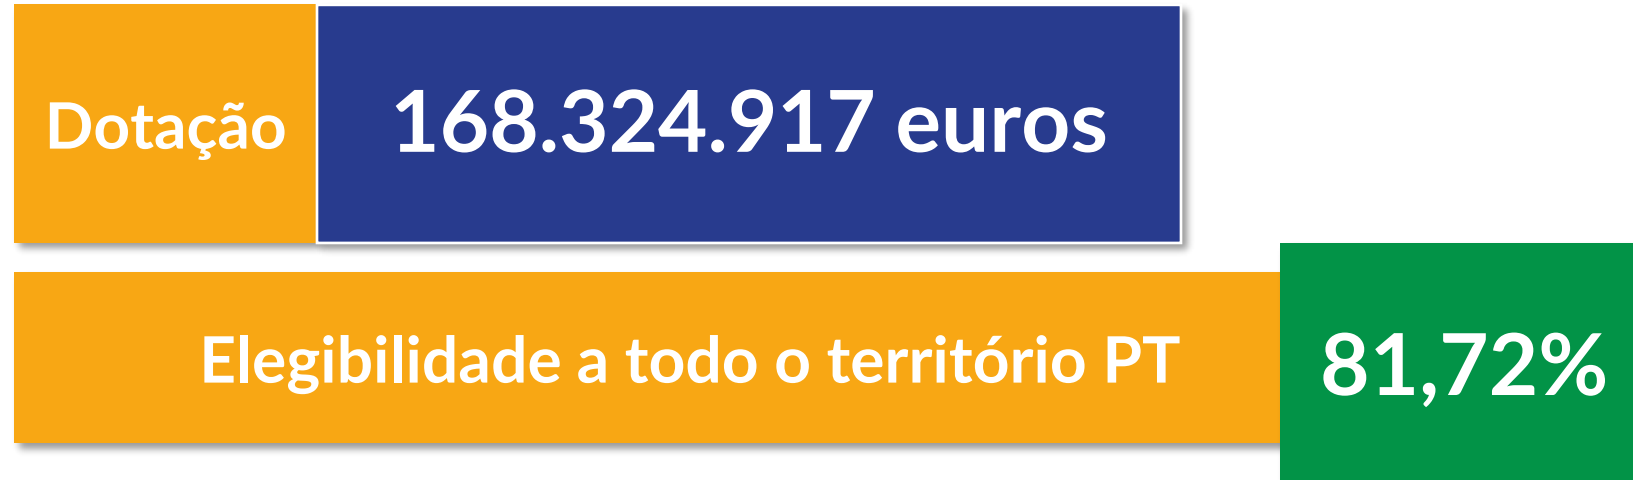 Dotação
168.324.917 euros
Elegibilidade a todo o território PT
81,72%